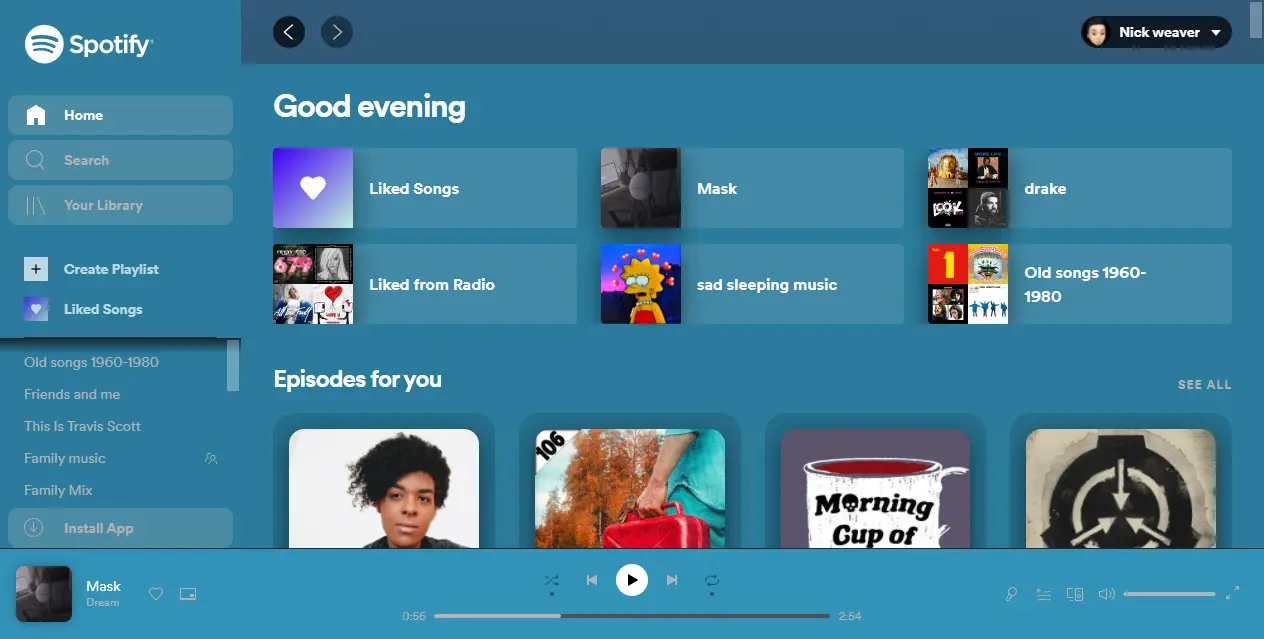 Spotify
Nick weaver
Home
Search
Your Library
Create Playlist
Liked Songs
Old songs 1960-1980
Friends and me
This Is Travis Scott
Family music
Family Mix
Install App
Good evening
Liked Songs
Mask
drake
Liked from Radio
sad sleeping music
1
Old songs 1960-
1980
Episodes for you
SEE ALL
106
Morning
Cup of
Mask
Dream
0:56
2:54